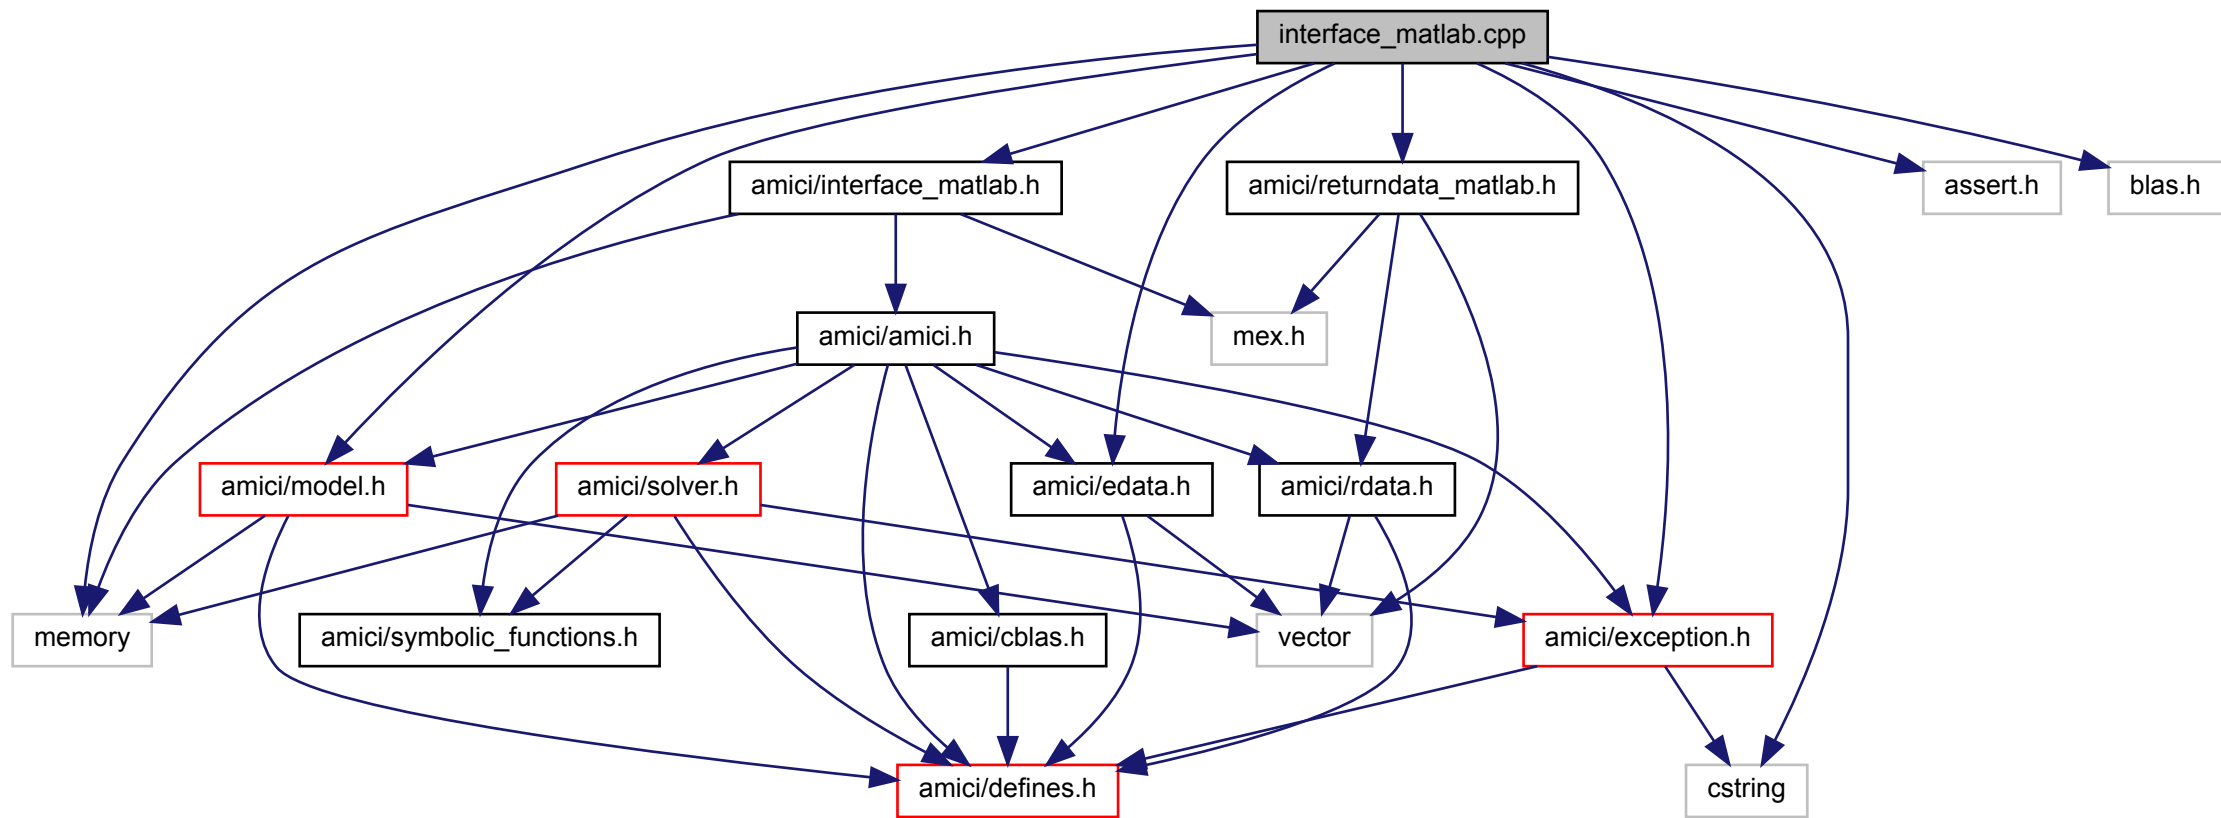 interface_matlab.cpp
amici/interface_matlab.h
amici/returndata_matlab.h
assert.h
blas.h
amici/amici.h
mex.h
amici/model.h
amici/solver.h
amici/edata.h
amici/rdata.h
memory
amici/symbolic_functions.h
amici/cblas.h
vector
amici/exception.h
amici/defines.h
cstring